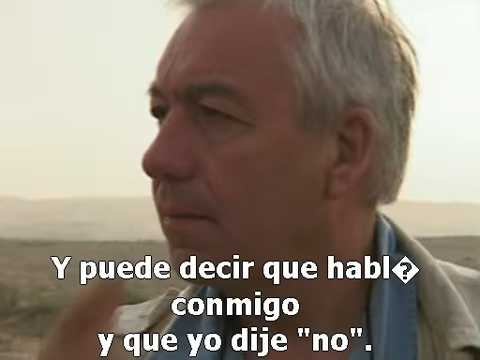 Y puede decir que habl�
conmigo
y que yo dije "no".